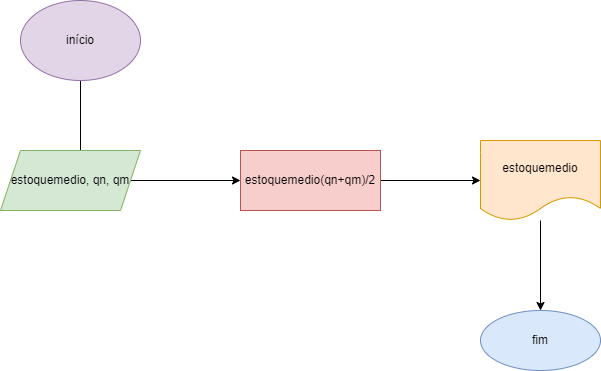 início
estoquemedio, qn, qm
estoquemedio(qn+qm)/2
estoquemedio
fim